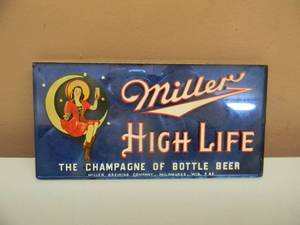 Miller
HIGH LIFE
THE CHAMPAGNE OF BOTTLE BEER
MILLER BREWING COMPANY, MILWAUKEE, WIS.